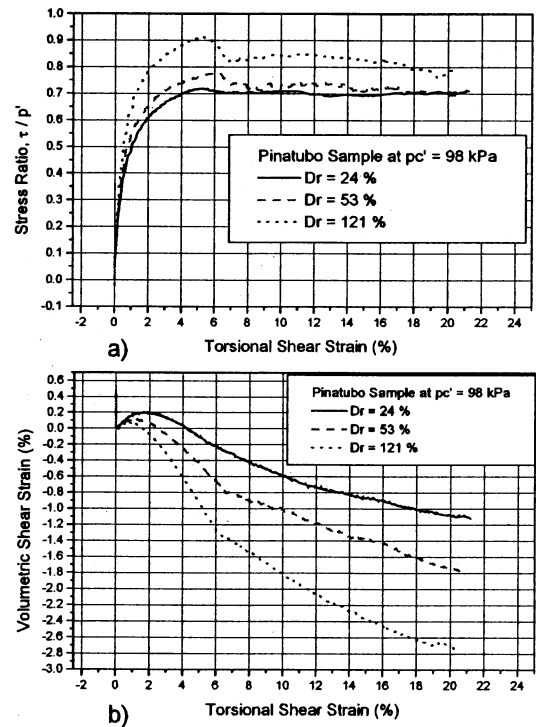 1.0
0.9
0.8
0.7
0.6
0.5
0.4
0.3
0.2
0.1
0.0
-0.1
Stress Ratio, τ / p'
Pinatubo Sample at pc' = 98 kPa
Dr = 24 %
Dr = 53 %
Dr = 121 %
-2 0 2 4 6 8 10 12 14 16 18 20 22 24
a)
Torsional Shear Strain (%)
0.6
0.4
0.2
0.0
-0.2
-0.4
-0.6
-0.8
-1.0
-1.2
-1.4
-1.6
-1.8
-2.0
-2.2
-2.4
-2.6
-2.8
-3.0
Volumetric Shear Strain (%)
Pinatubo Sample at pc' = 98 kPa
Dr = 24 %
Dr = 53 %
Dr = 121 %
-2 0 2 4 6 8 10 12 14 16 18 20 22 24
b)
Torsional Shear Strain (%)